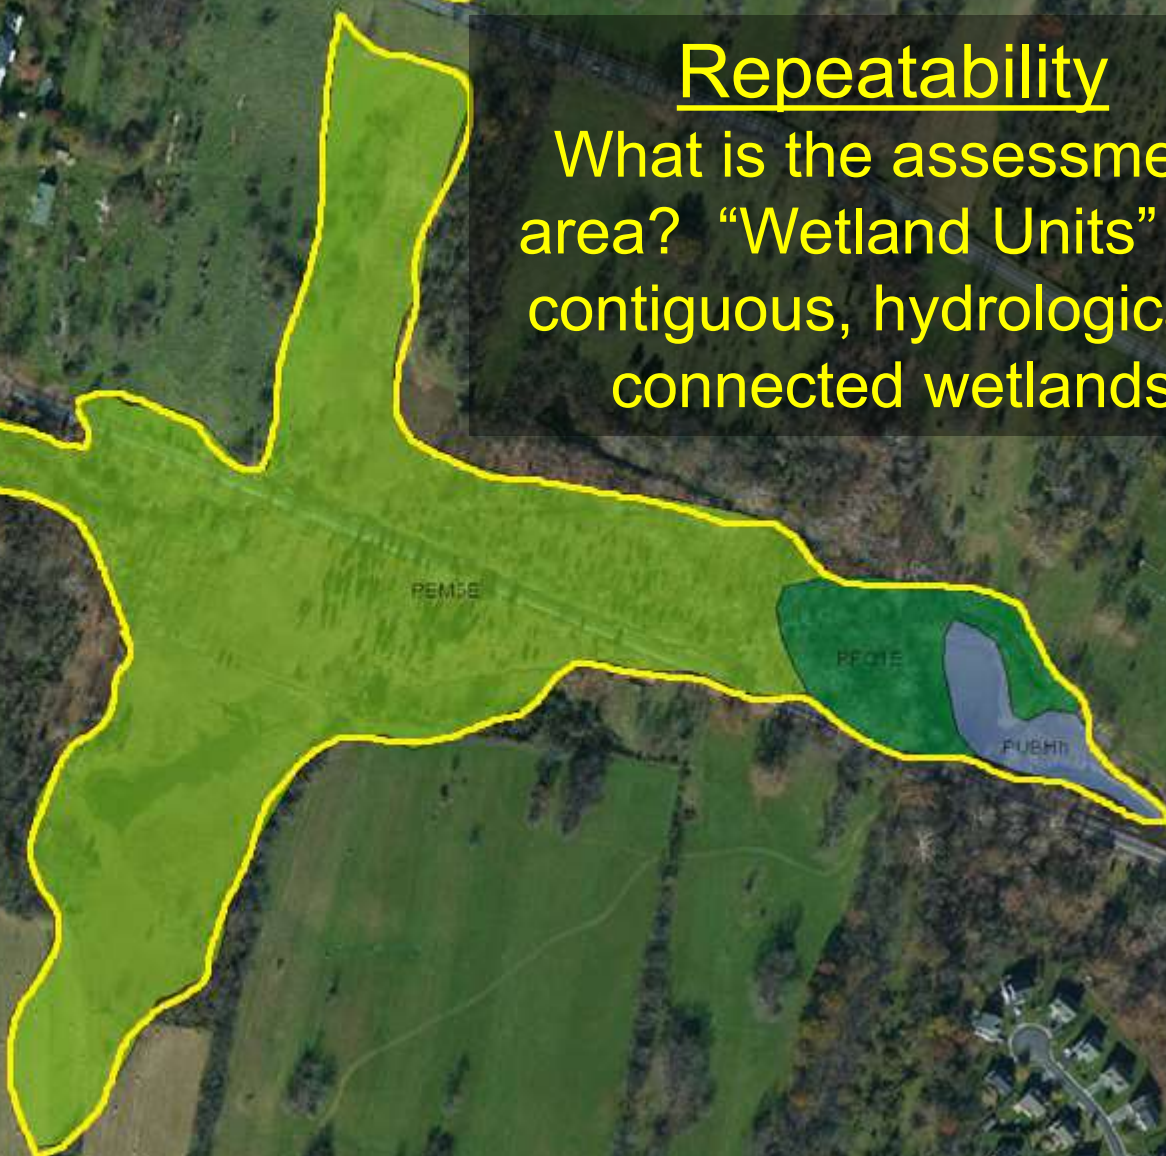 Repeatability
What is the assessme
area? “Wetland Units”
contiguous, hydrologic
connected wetlands
PEM5E
PFO1E
PUBHh